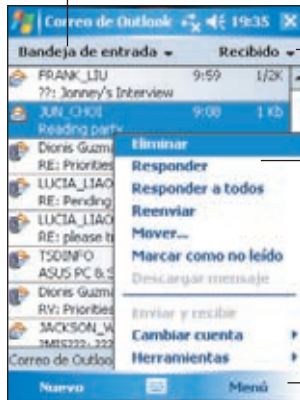 Correo de Outlook 19:35
Bandeja de entrada Recibido
FRANK_LIU 9:59 1/2K
??: Jonney's Interview
JUN_CHOI 9:08 1 Kb
Reading party
Dionis Guzma
RE: Priorities
LUCIA_LIAO
RE: Pending
LUCIA_LIAO
RE: please t
TSDINFO
ASUS PC & S
Dionis Guzma
RV: Priorities
JACKSON_W
Eliminar
Responder
Responder a todos
Reenviar
Mover...
Marcar como no leído
Descargar mensaje
Enviar y recibir
Cambiar cuenta
Herramientas
Correo de Outloo
Nuevo Menú